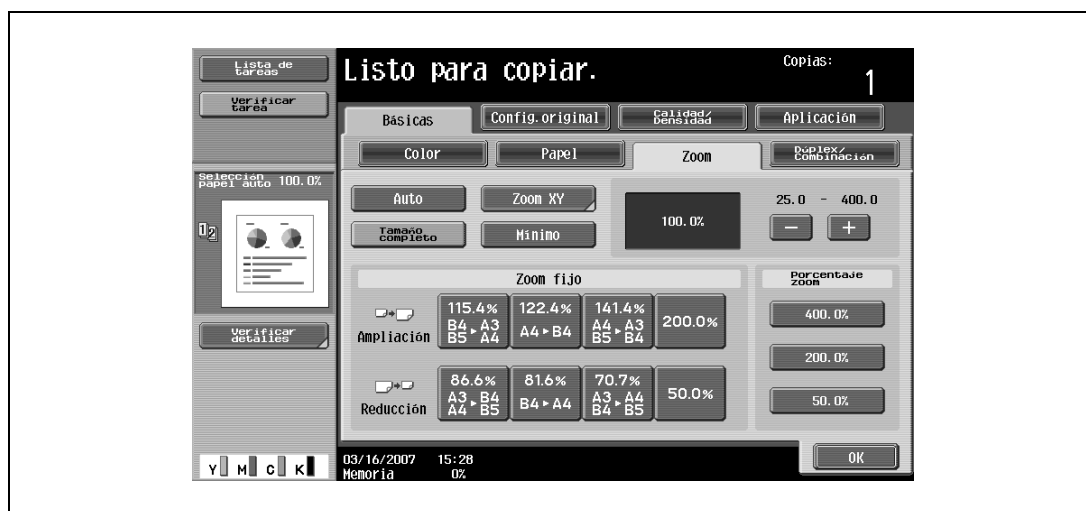 Lista de
tareas
Verificar
tarea
Selección
papel auto 100.0%
1 2
Verificar
detalles
Y M C K
Listo para copiar.
Copias:
1
Básicas
Config.original
Calidad/
Densidad
Aplicación
Color
Papel
Zoom
Dúplex/
Combinación
Auto
Zoom XY
Tamaño
completo
Mínimo
100.0%
25.0 - 400.0
－ ＋
Zoom fijo
Ampliación
115.4%
B4 ▸ A3
B5 ▸ A4
122.4%
A4 ▸ B4
141.4%
A4 ▸ A3
B5 ▸ B4
200.0%
Reducción
86.6%
A3 ▸ B4
A4 ▸ B5
81.6%
B4 ▸ A4
70.7%
A3 ▸ A4
B4 ▸ B5
50.0%
Porcentaje
zoom
400.0%
200.0%
50.0%
03/16/2007 15:28
Memoria 0%
OK